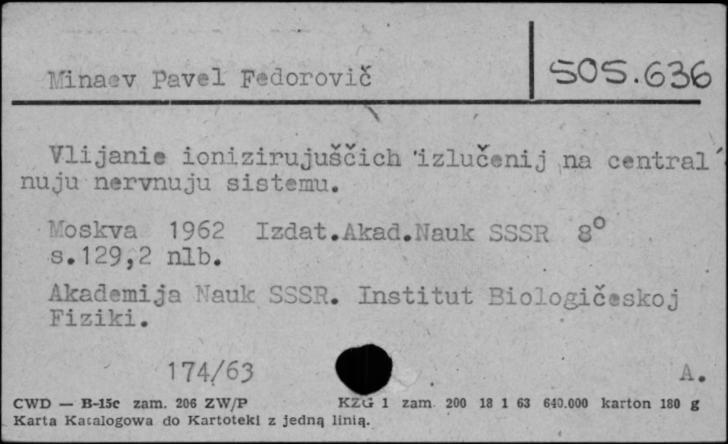 Minaev Pavel Fedorovič
505.636
Vlijanie ionizirujuščich izlučenij na central´
nuju nervnuju sistemu.
Moskva 1962 Izdat.Akad.Nauk SSSR 8°
s.129,2 nlb.
Akademija Nauk SSSR. Institut Biologičeskoj
Fiziki.
174/63 A.
CWD — B-15c zam. 206 ZW/P KZG 1 zam. 200 18 1 63 640.000 karton 180 g
Karta Katalogowa do Kartoteki z jedną linią.